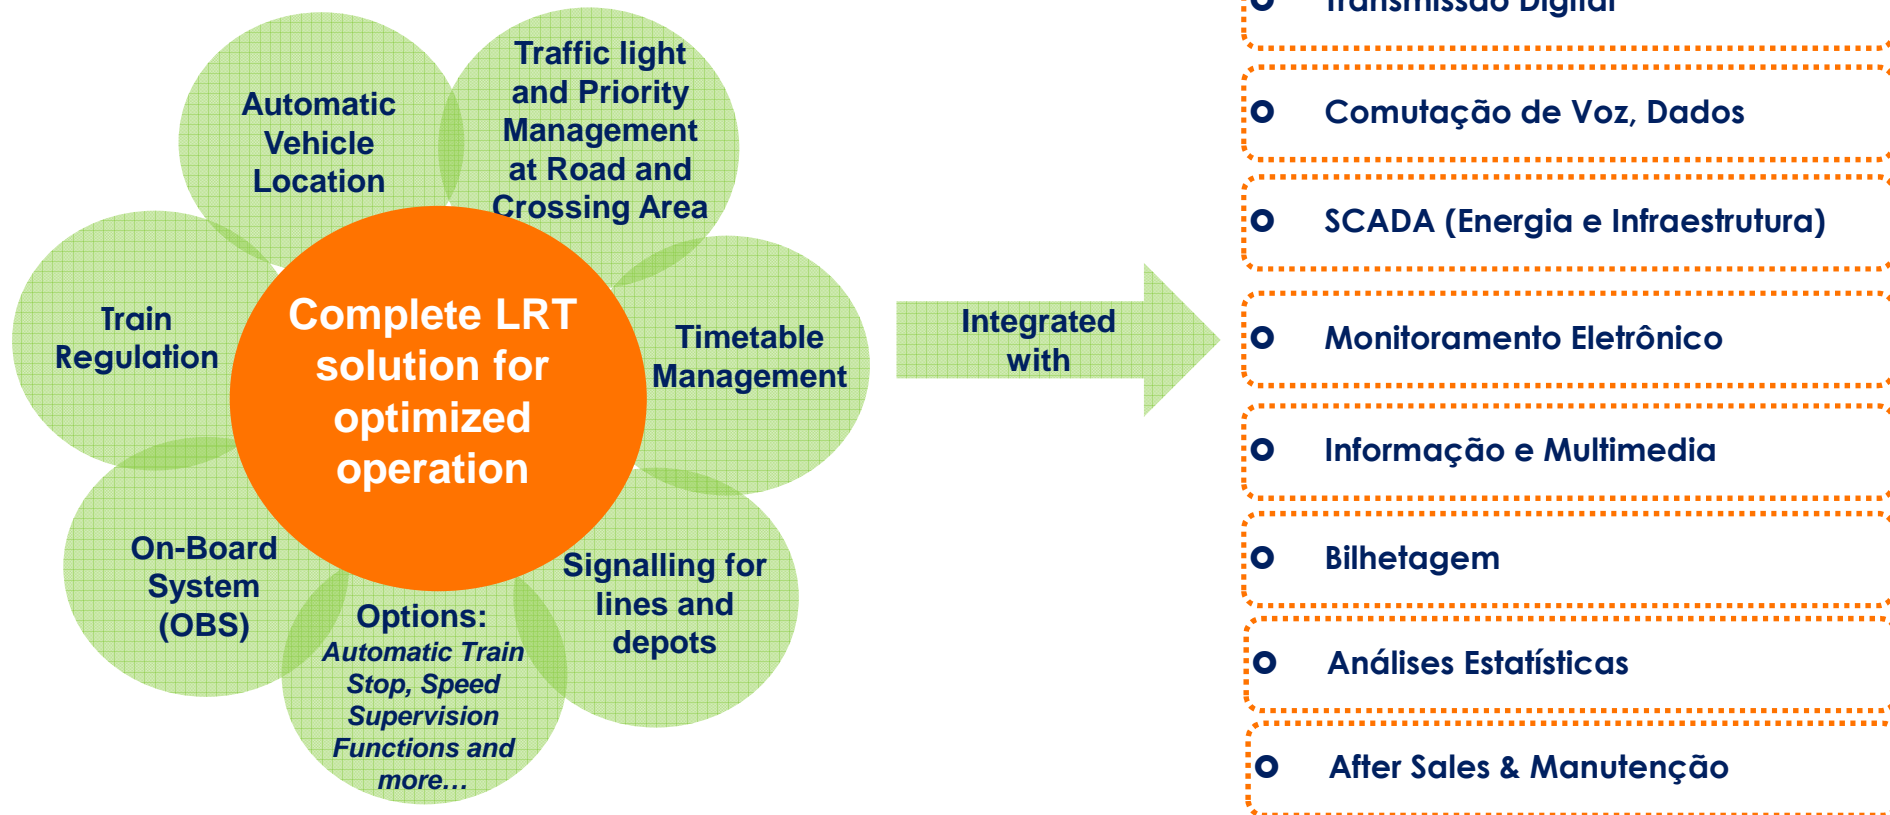 Automatic
Vehicle
Location
Traffic light
and Priority
Management
at Road and
Crossing Area
Train
Regulation
Complete LRT
solution for
optimized
operation
Timetable
Management
On-Board
System
(OBS)
Options:
Automatic Train
Stop, Speed
Supervision
Functions and
more…
Signalling for
lines and
depots
Integrated
with
Transmissão Digital
Comutação de Voz, Dados
SCADA (Energia e Infraestrutura)
Monitoramento Eletrônico
Informação e Multimedia
Bilhetagem
Análises Estatísticas
After Sales & Manutenção